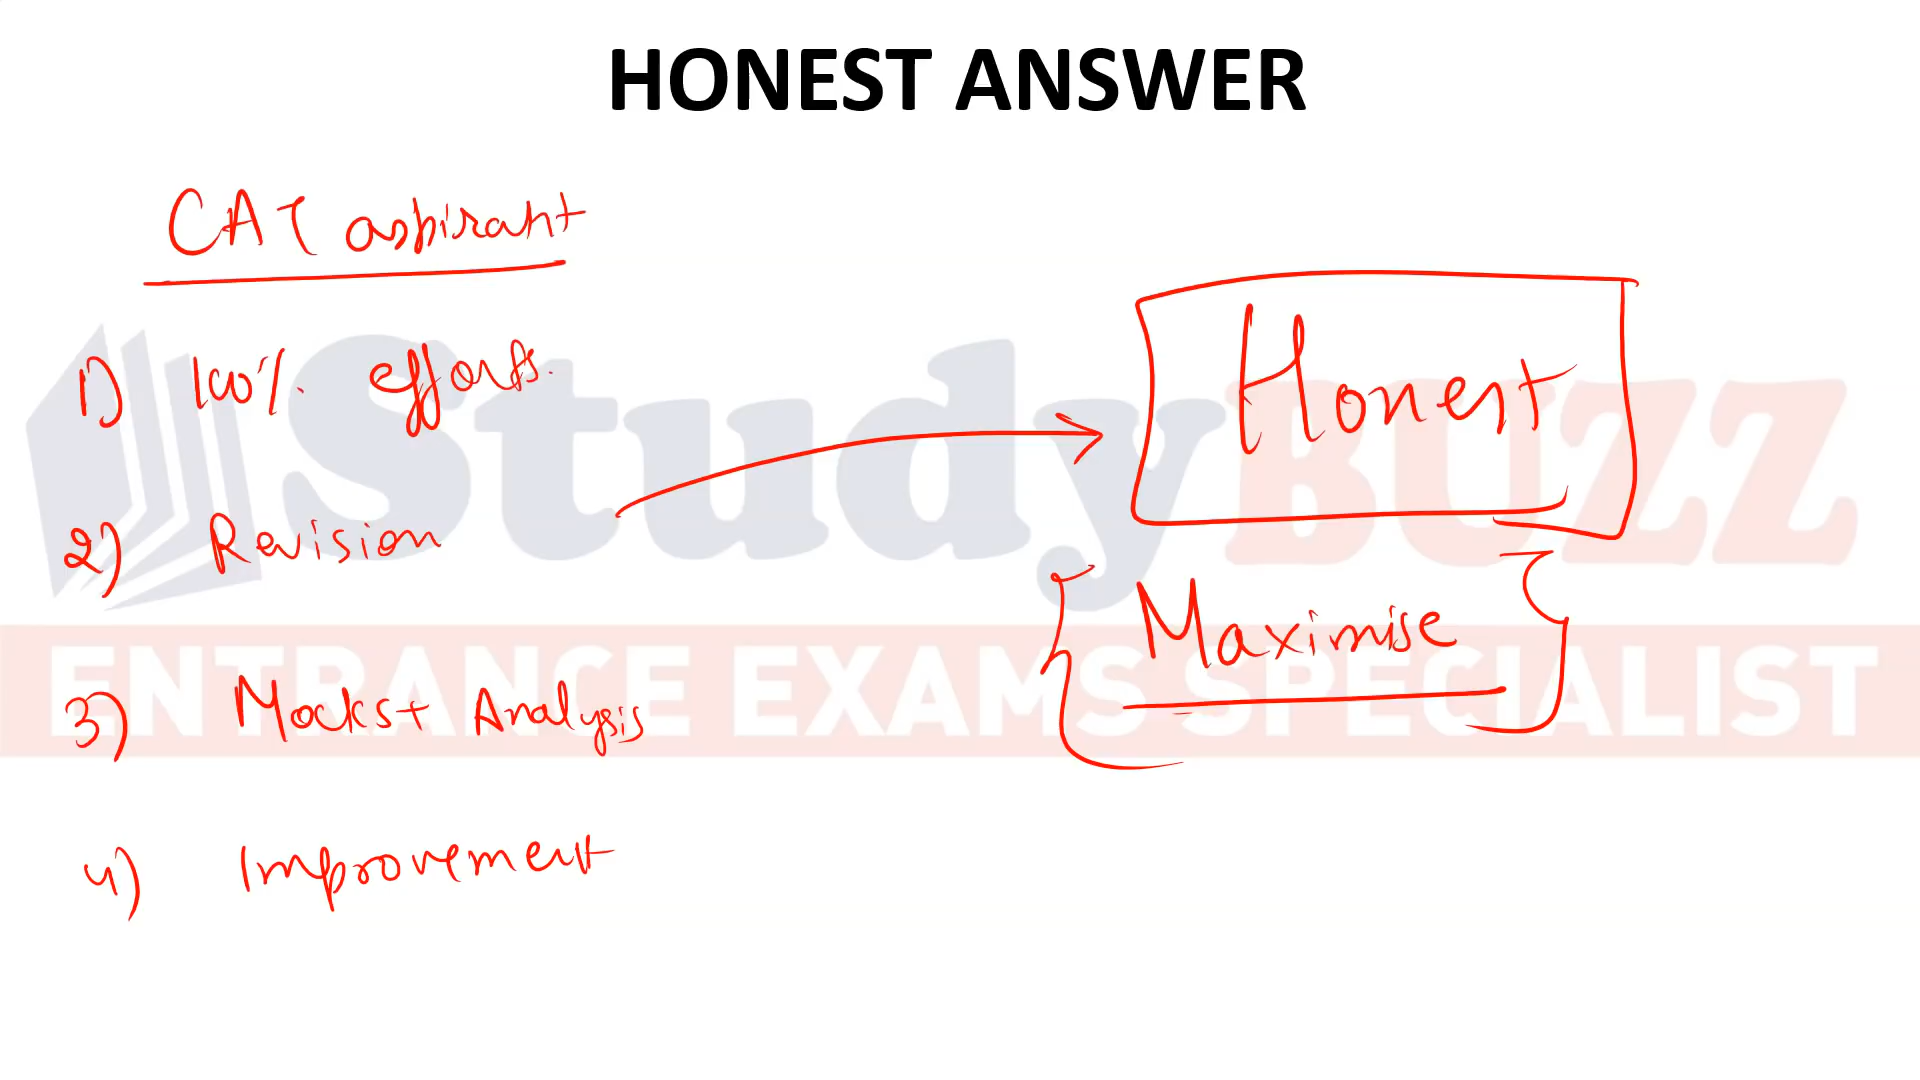 HONEST ANSWER
CAT aspirant
1) 100% efforts.
2) Revision
3) Mocks + Analysis
4) Improvement
Honest
Maximise
StudyBUZZ
ENTRANCE EXAMS SPECIALIST